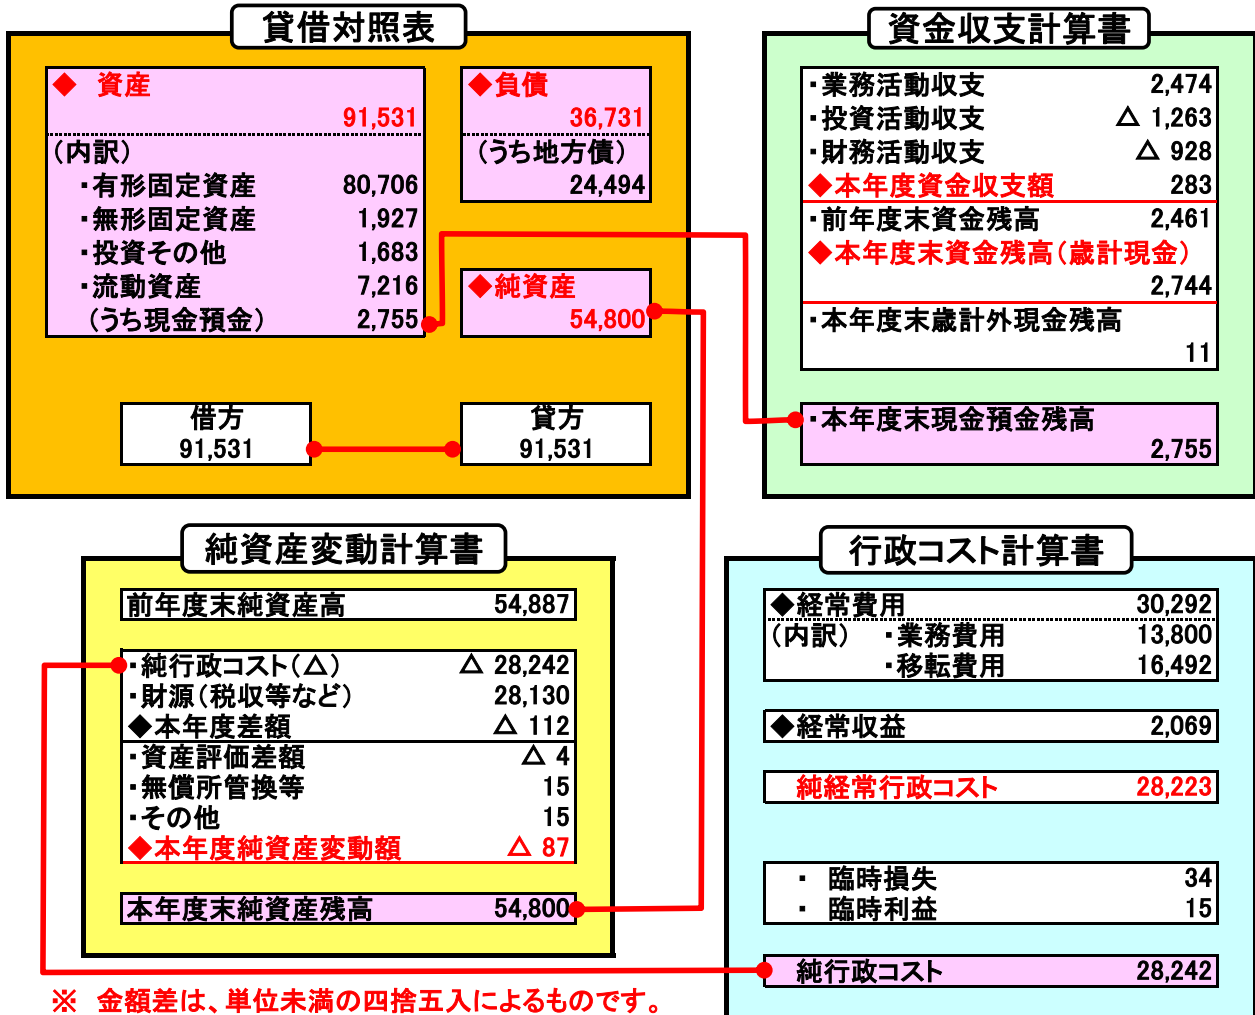 貸借対照表
◆ 資産
91,531
(内訳)
・有形固定資産 80,706
・無形固定資産 1,927
・投資その他 1,683
・流動資産 7,216
(うち現金預金) 2,755
◆負債
36,731
(うち地方債)
24,494
◆純資産
54,800
借方
91,531
貸方
91,531
資金収支計算書
・業務活動収支 2,474
・投資活動収支 △ 1,263
・財務活動収支 △ 928
◆本年度資金収支額 283
・前年度末資金残高 2,461
◆本年度末資金残高(歳計現金)
2,744
・本年度末歳計外現金残高
11
・本年度末現金預金残高
2,755
純資産変動計算書
前年度末純資産高 54,887
・純行政コスト(△) △ 28,242
・財源(税収等など) 28,130
◆本年度差額 △ 112
・資産評価差額 △ 4
・無償所管換等 15
・その他 15
◆本年度純資産変動額 △ 87
本年度末純資産残高 54,800
行政コスト計算書
◆経常費用 30,292
(内訳) ・業務費用 13,800
・移転費用 16,492
◆経常収益 2,069
純経常行政コスト 28,223
・ 臨時損失 34
・ 臨時利益 15
純行政コスト 28,242
※ 金額差は、単位未満の四捨五入によるものです。